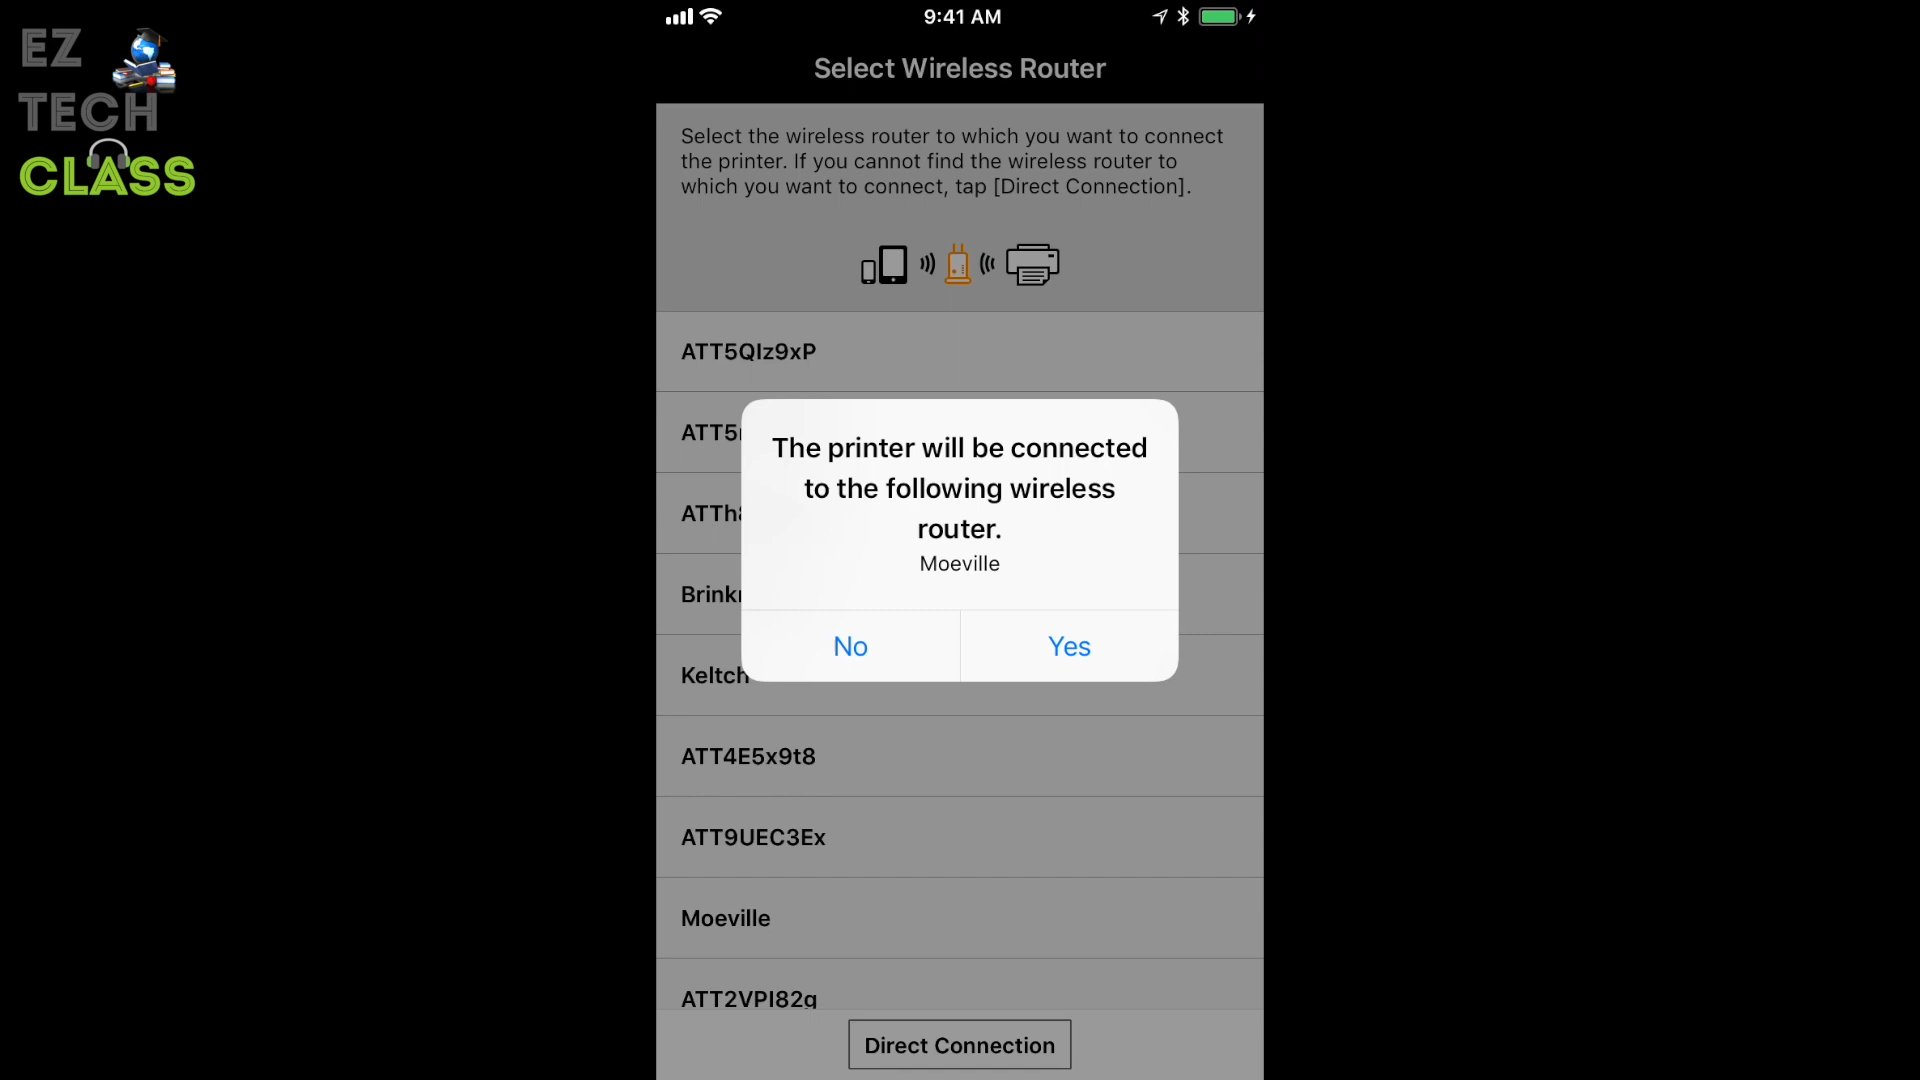 EZ
TECH
CLASS
9:41 AM
Select Wireless Router
Select the wireless router to which you want to connect
the printer. If you cannot find the wireless router to
which you want to connect, tap [Direct Connection].
ATT5QIz9xP
The printer will be connected
to the following wireless
router.
Moeville
No
Yes
Keltch
ATT4E5x9t8
ATT9UEC3Ex
Moeville
ATT2VPI82g
Direct Connection